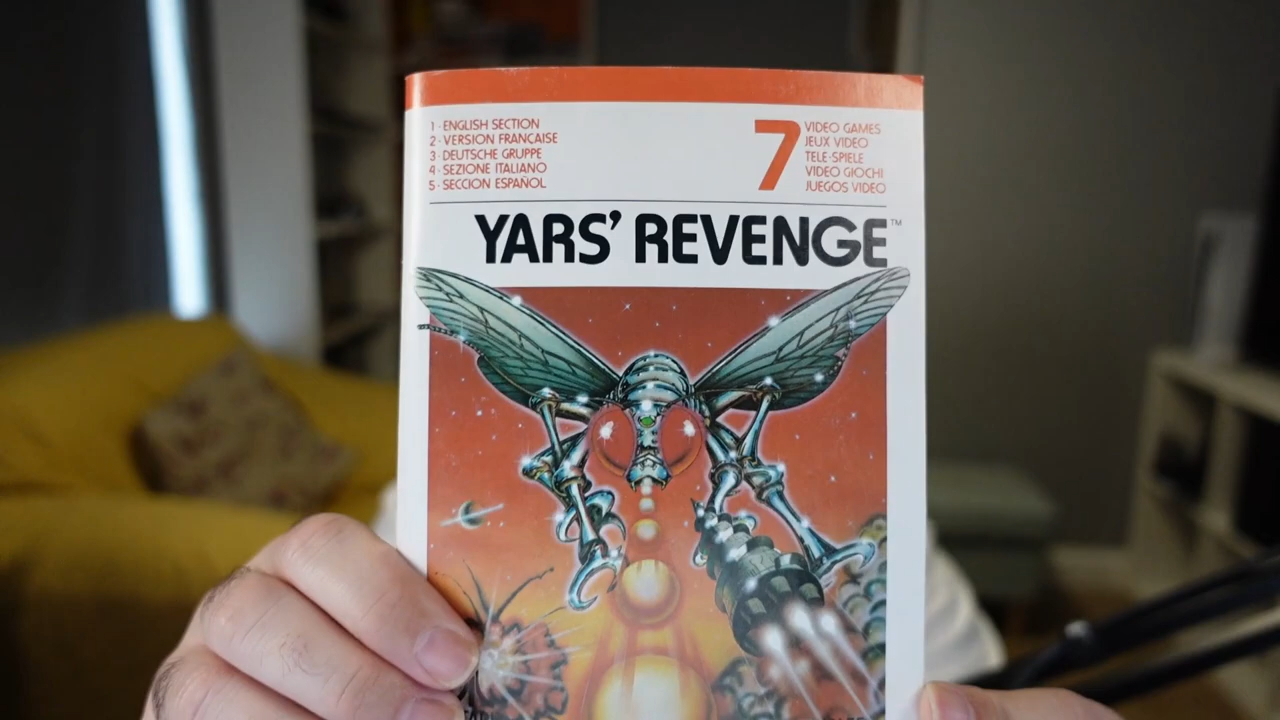 1 · ENGLISH SECTION
2 · VERSION FRANCAISE
3 · DEUTSCHE GRUPPE
4 · SEZIONE ITALIANO
5 · SECCION ESPAÑOL
7
VIDEO GAMES
JEUX VIDEO
TELE-SPIELE
VIDEO GIOCHI
JUEGOS VIDEO
YARS' REVENGE™